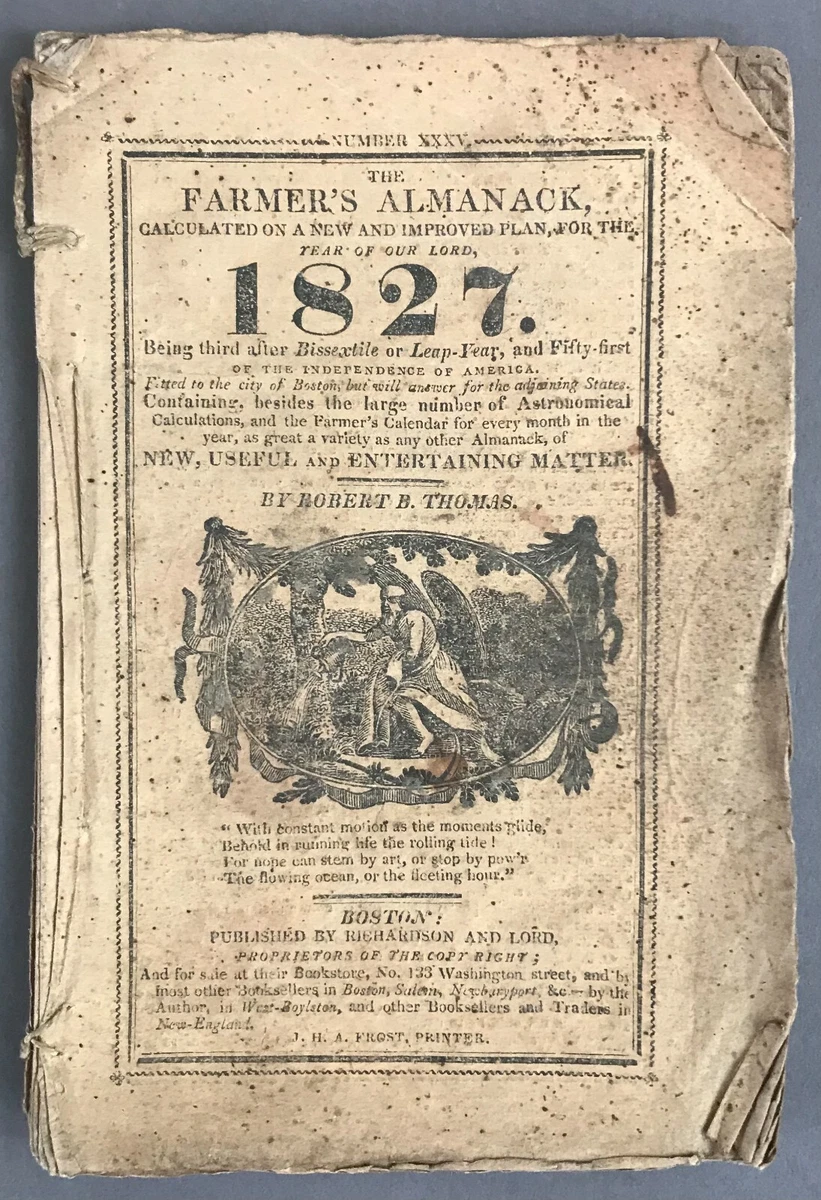 NUMBER XXXV.
THE
FARMER'S ALMANACK,
CALCULATED ON A NEW AND IMPROVED PLAN, FOR THE
YEAR OF OUR LORD,
1827.
Being third after Bissextile or Leap-Year, and Fifty-first
OF THE INDEPENDENCE OF AMERICA.
Fitted to the city of Boston, but will answer for the adjoining States.
Containing, besides the large number of Astronomical
Calculations, and the Farmer's Calendar for every month in the
year, as great a variety as any other Almanack, of
NEW, USEFUL AND ENTERTAINING MATTER.
BY ROBERT B. THOMAS.
" With constant motion as the moments glide,
Behold in running life the rolling tide !
For none can stem by art, or stop by pow'r
The flowing ocean, or the fleeting hour."
BOSTON:
PUBLISHED BY RICHARDSON AND LORD,
PROPRIETORS OF THE COPY RIGHT ;
And for sale at their Bookstore, No. 133 Washington street, and by
most other Booksellers in Boston, Salem, Newburyport, &c.— by the
Author, in West-Boylston, and other Booksellers and Traders in
New-England.
J. H. A. FROST, PRINTER.